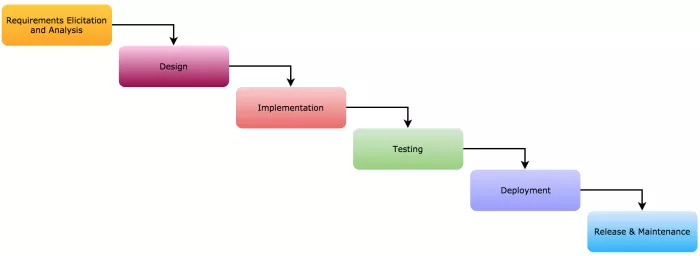 Requirements Elicitation
and Analysis
Design
Implementation
Testing
Deployment
Release & Maintenance